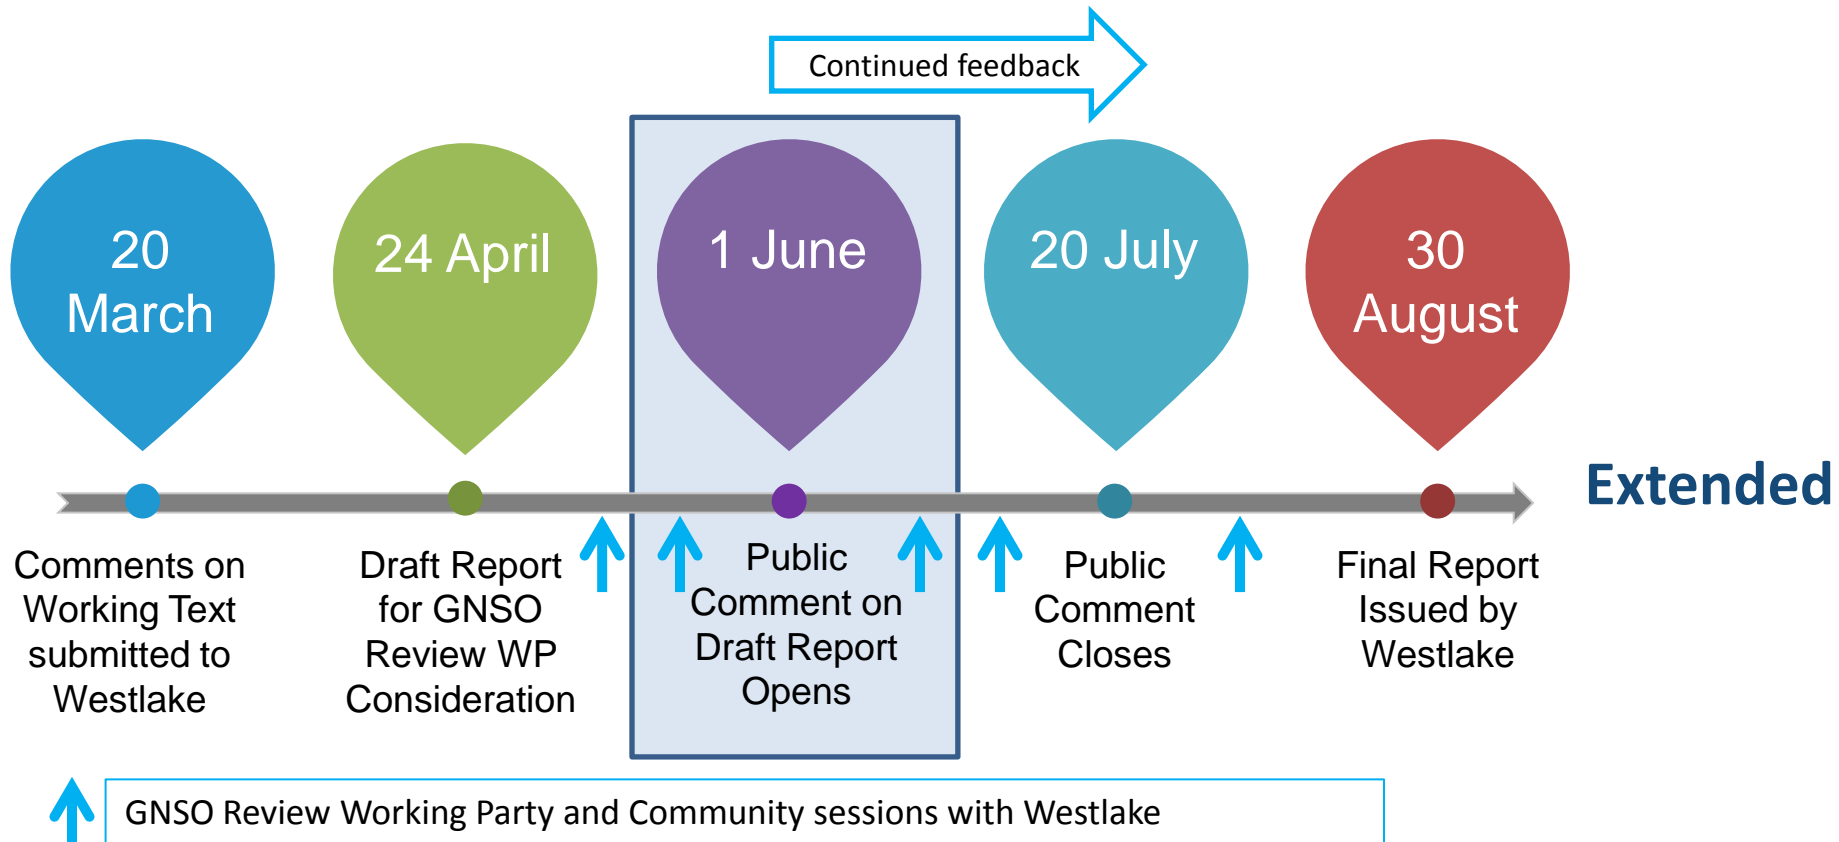 Continued feedback
20
March
24 April
1 June
20 July
30
August
Extended
Comments on
Working Text
submitted to
Westlake
Draft Report
for GNSO
Review WP
Consideration
Public
Comment on
Draft Report
Opens
Public
Comment
Closes
Final Report
Issued by
Westlake
GNSO Review Working Party and Community sessions with Westlake